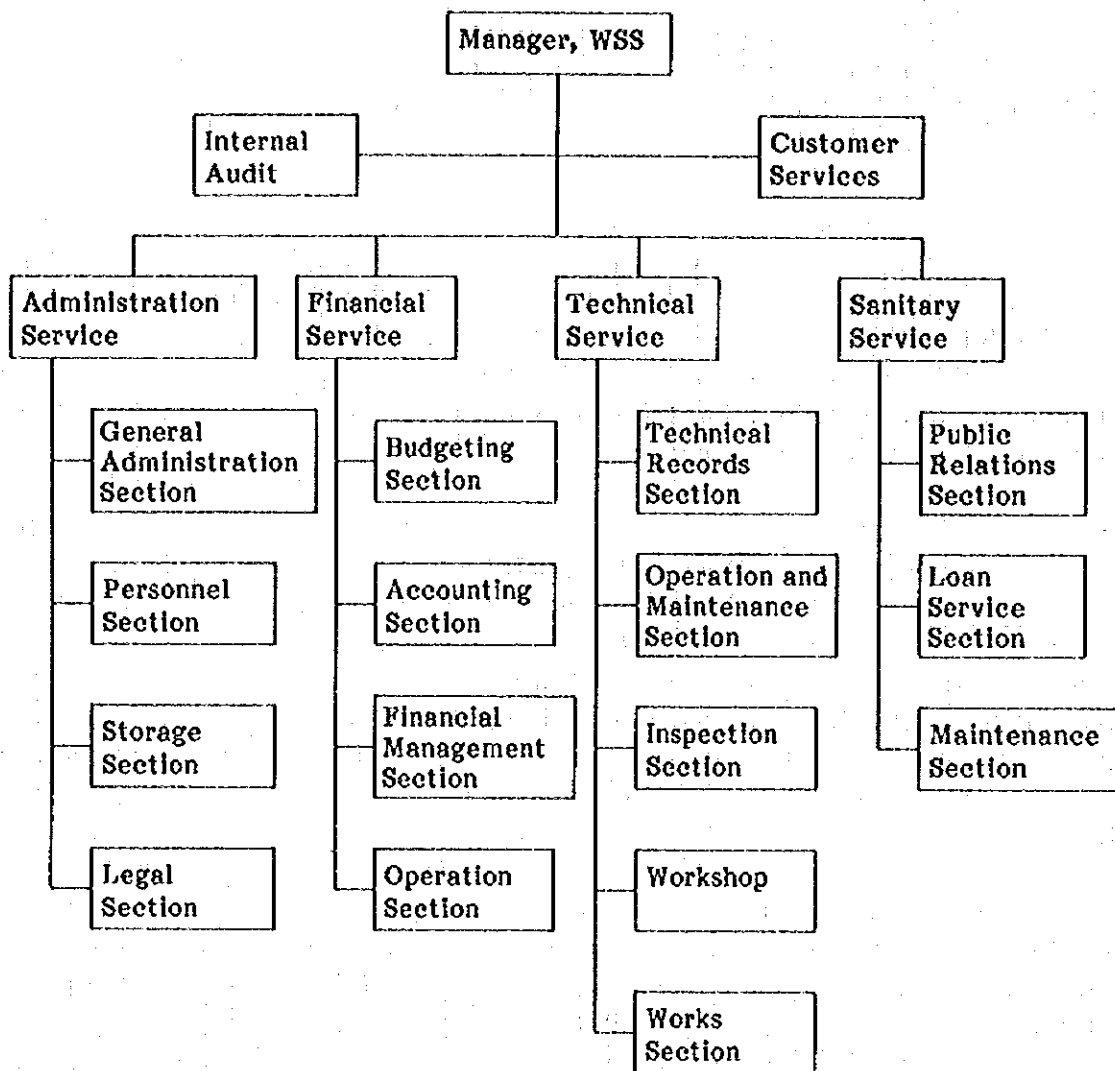 Manager, WSS
Internal
Audit
Customer
Services
Administration
Service
Financial
Service
Technical
Service
Sanitary
Service
General
Administration
Section
Personnel
Section
Storage
Section
Legal
Section
Budgeting
Section
Accounting
Section
Financial
Management
Section
Operation
Section
Technical
Records
Section
Operation and
Maintenance
Section
Inspection
Section
Workshop
Works
Section
Public
Relations
Section
Loan
Service
Section
Maintenance
Section